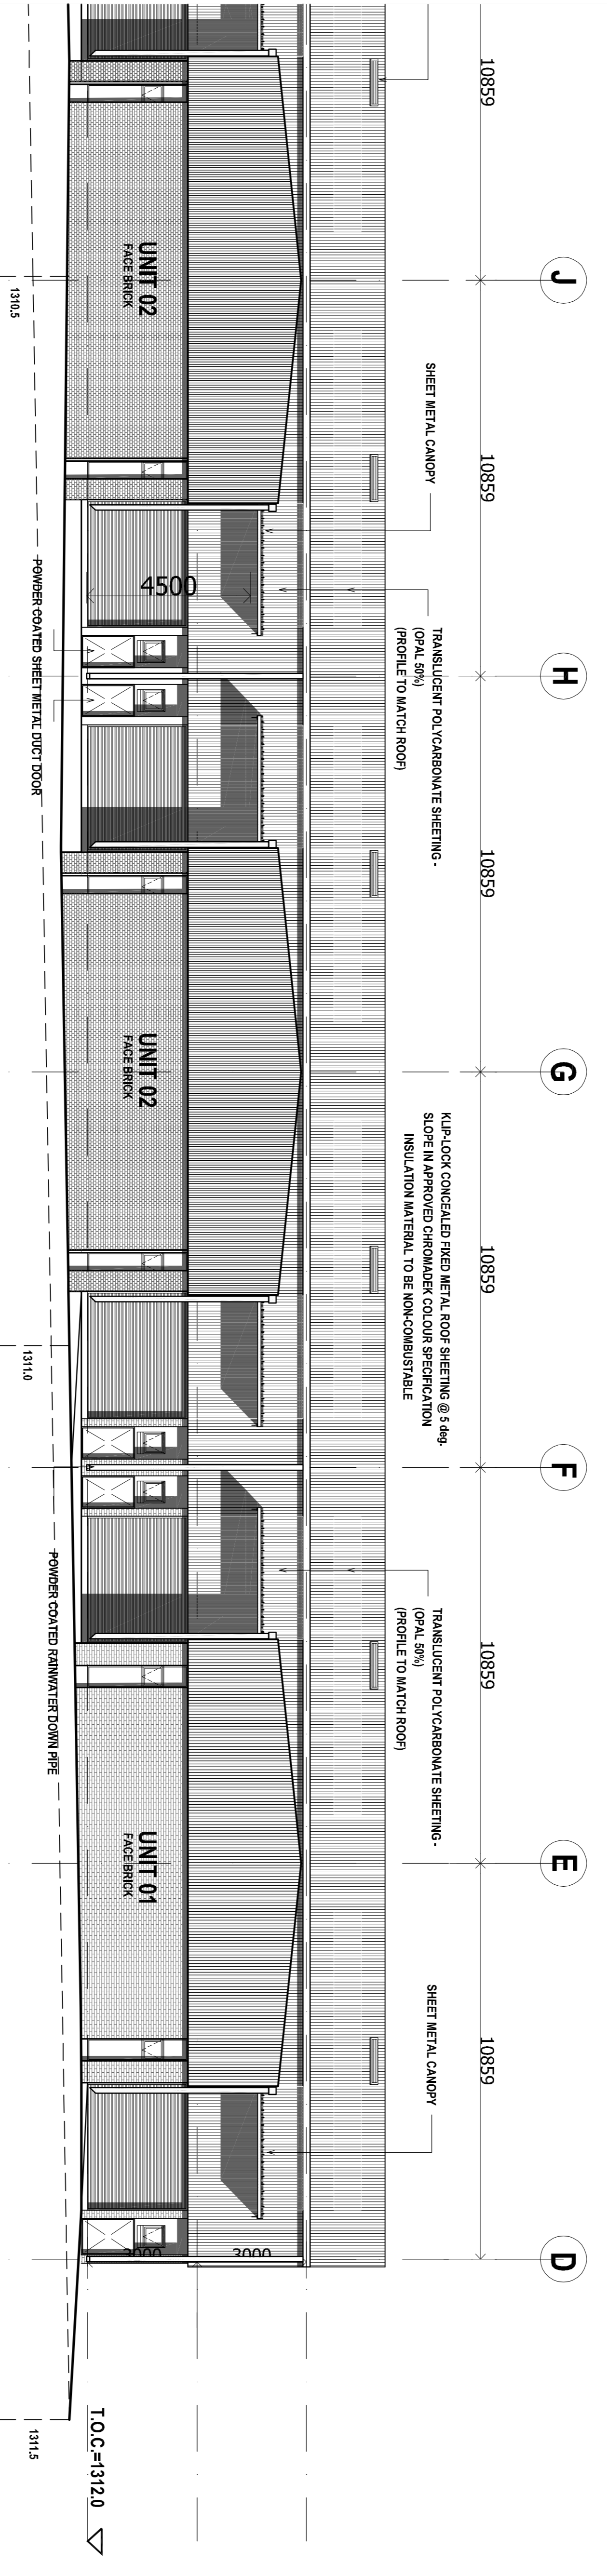 J
H
G
F
E
D
10859
10859
10859
10859
10859
10859
SHEET METAL CANOPY
TRANSLUCENT POLYCARBONATE SHEETING -
(OPAL 50%)
(PROFILE TO MATCH ROOF)
KLIP-LOCK CONCEALED FIXED METAL ROOF SHEETING @ 5 deg.
SLOPE IN APPROVED CHROMADEK COLOUR SPECIFICATION
INSULATION MATERIAL TO BE NON-COMBUSTABLE
TRANSLUCENT POLYCARBONATE SHEETING -
(OPAL 50%)
(PROFILE TO MATCH ROOF)
SHEET METAL CANOPY
UNIT 02
FACE BRICK
4500
UNIT 02
FACE BRICK
UNIT 01
FACE BRICK
3000
3000
T.O.C.=1312.0
POWDER COATED SHEET METAL DUCT DOOR
POWDER COATED RAINWATER DOWN PIPE
1310.5
1311.0
1311.5